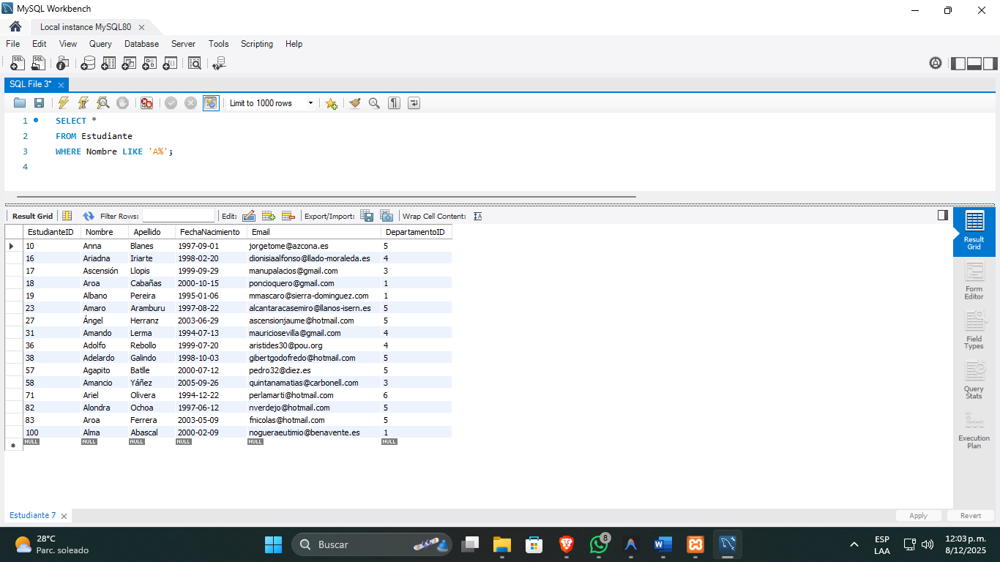 MySQL Workbench
Local instance MySQL80
File Edit View Query Database Server Tools Scripting Help
SQL File 3*
Limit to 1000 rows
1 SELECT *
2 FROM Estudiante
3 WHERE Nombre LIKE 'A%';
4
Result Grid Filter Rows: Edit: Export/Import: Wrap Cell Content:
EstudianteID Nombre Apellido FechaNacimiento Email DepartamentoID
10 Anna Blanes 1997-09-01 jorgetome@azcona.es 5
16 Ariadna Iriarte 1998-02-20 dionisiaalfonso@llado-moraleda.es 4
17 Ascensión Llopis 1999-09-29 manupalacios@gmail.com 3
18 Aroa Cabañas 2000-10-15 poncioquero@gmail.com 1
19 Albano Pereira 1995-01-06 mmascaro@sierra-dominguez.com 1
23 Amaro Aramburu 1997-08-22 alcantaracasemiro@llanos-isern.es 5
27 Ángel Herranz 2003-06-29 ascensionjaume@hotmail.com 5
31 Amando Lerma 1994-07-13 mauriciosevilla@gmail.com 4
36 Adolfo Rebollo 1999-07-20 aristides30@pou.org 4
38 Adelardo Galindo 1998-10-03 gibertgodofredo@hotmail.com 5
57 Agapito Batlle 2000-07-12 pedro32@diez.es 5
58 Amancio Yáñez 2005-09-26 quintanamatias@carbonell.com 3
71 Ariel Olivera 1994-12-22 perlamarti@hotmail.com 6
82 Alondra Ochoa 1997-06-12 nverdejo@hotmail.com 5
83 Aroa Ferrera 2003-05-09 fnicolas@hotmail.com 5
100 Alma Abascal 2000-02-09 nogueraeutimio@benavente.es 1
NULL NULL NULL NULL NULL NULL
Result
Grid
Form
Editor
Field
Types
Query
Stats
Execution
Plan
Estudiante 7
Apply Revert
28°C
Parc. soleado
Buscar
8
ESP
LAA
12:03 p. m.
8/12/2025